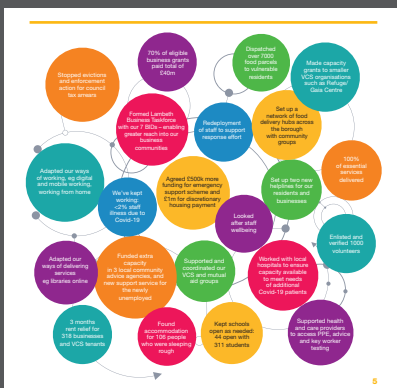 70% of eligible
business grants
paid total of
£40m
Dispatched
over 7000
food parcels
to vulnerable
residents
Stopped evictions
and enforcement
action for council
tax arrears
Made capacity
grants to smaller
VCS organisations
such as Refuge/
Gaia Centre
Formed Lambeth
Business Taskforce
with our 7 BIDs – enabling
greater reach into our
business
communities
Redeployment
of staff to support
response effort
Set up a
network of food
delivery hubs across
the borough
with community
groups
100%
of essential
services
delivered
Adapted our ways
of working, eg digital
and mobile working,
working from home
We've kept
working:
<2% staff
illness due to
Covid-19
Agreed £500k more
funding for emergency
support scheme and
£1m for discretionary
housing payment
Set up two new
helplines for our
residents and
businesses
Looked
after staff
wellbeing
Enlisted and
verified 1000
volunteers
Adapted our
ways of delivering
services
eg libraries online
Funded extra
capacity
in 3 local community
advice agencies, and
new support service for
the newly
unemployed
Supported and
coordinated our
VCS and mutual
aid groups
Worked with local
hospitals to ensure
capacity available
to meet needs
of additional
Covid-19 patients
3 months
rent relief for
318 businesses
and VCS tenants
Found
accommodation
for 106 people
who were sleeping
rough
Kept schools
open as needed:
44 open with
311 students
Supported health
and care providers
to access PPE, advice
and key worker
testing
5